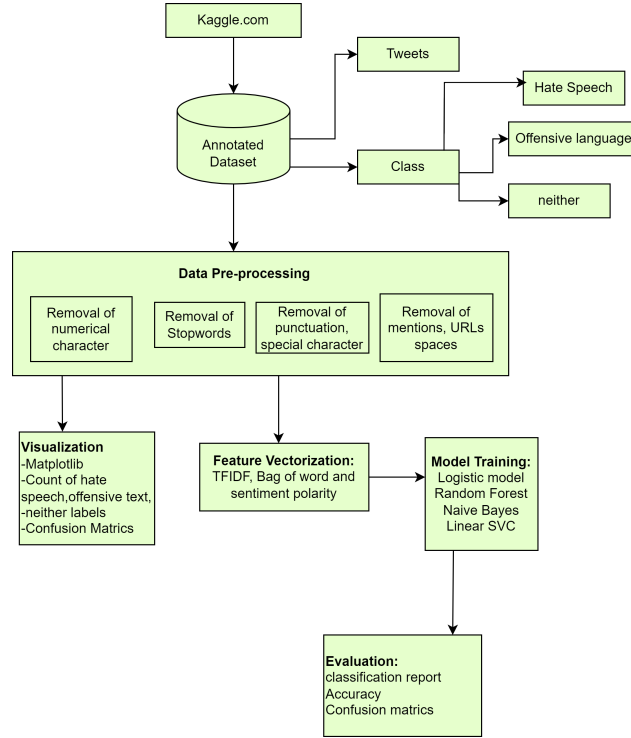 Kaggle.com
Tweets
Hate Speech
Annotated
Dataset
Offensive language
Class
neither
Data Pre-processing
Removal of
numerical
character
Removal of
Stopwords
Removal of
punctuation,
special character
Removal of
mentions, URLs
spaces
Visualization
-Matplotlib
-Count of hate
speech,offensive text,
-neither labels
-Confusion Matrics
Feature Vectorization:
TFIDF, Bag of word and
sentiment polarity
Model Training:
Logistic model
Random Forest
Naive Bayes
Linear SVC
Evaluation:
classification report
Accuracy
Confusion matrics